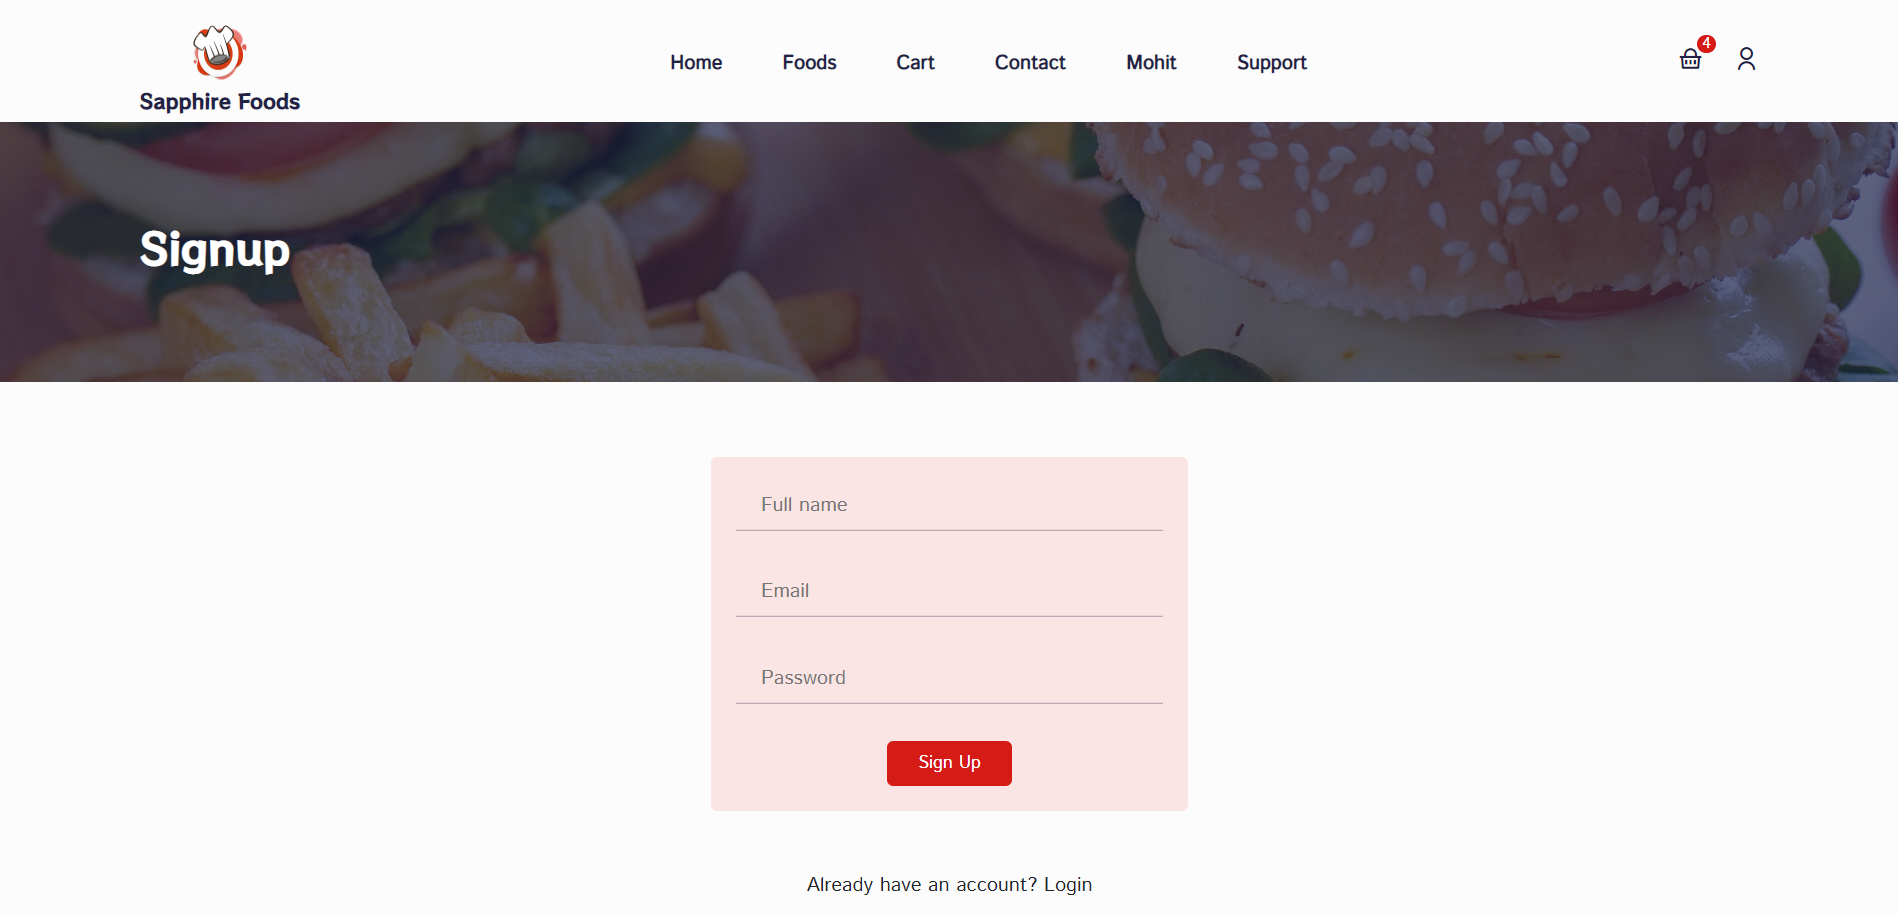 Sapphire Foods
Home Foods Cart Contact Mohit Support
4
Signup
Full name
Email
Password
Sign Up
Already have an account? Login